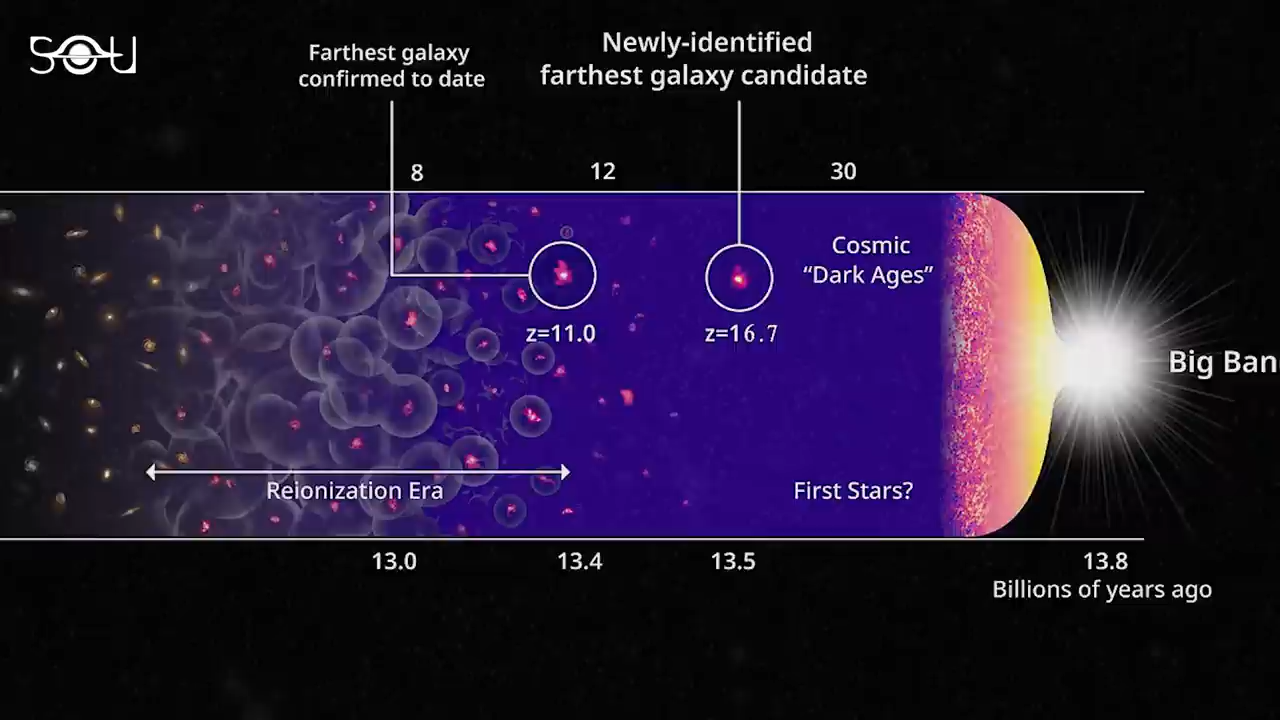 SOU
Farthest galaxy
confirmed to date
Newly-identified
farthest galaxy candidate
8
12
30
Cosmic
“Dark Ages”
z=11.0
z=16.7
Reionization Era
First Stars?
13.0
13.4
13.5
13.8
Billions of years ago
Big Ban